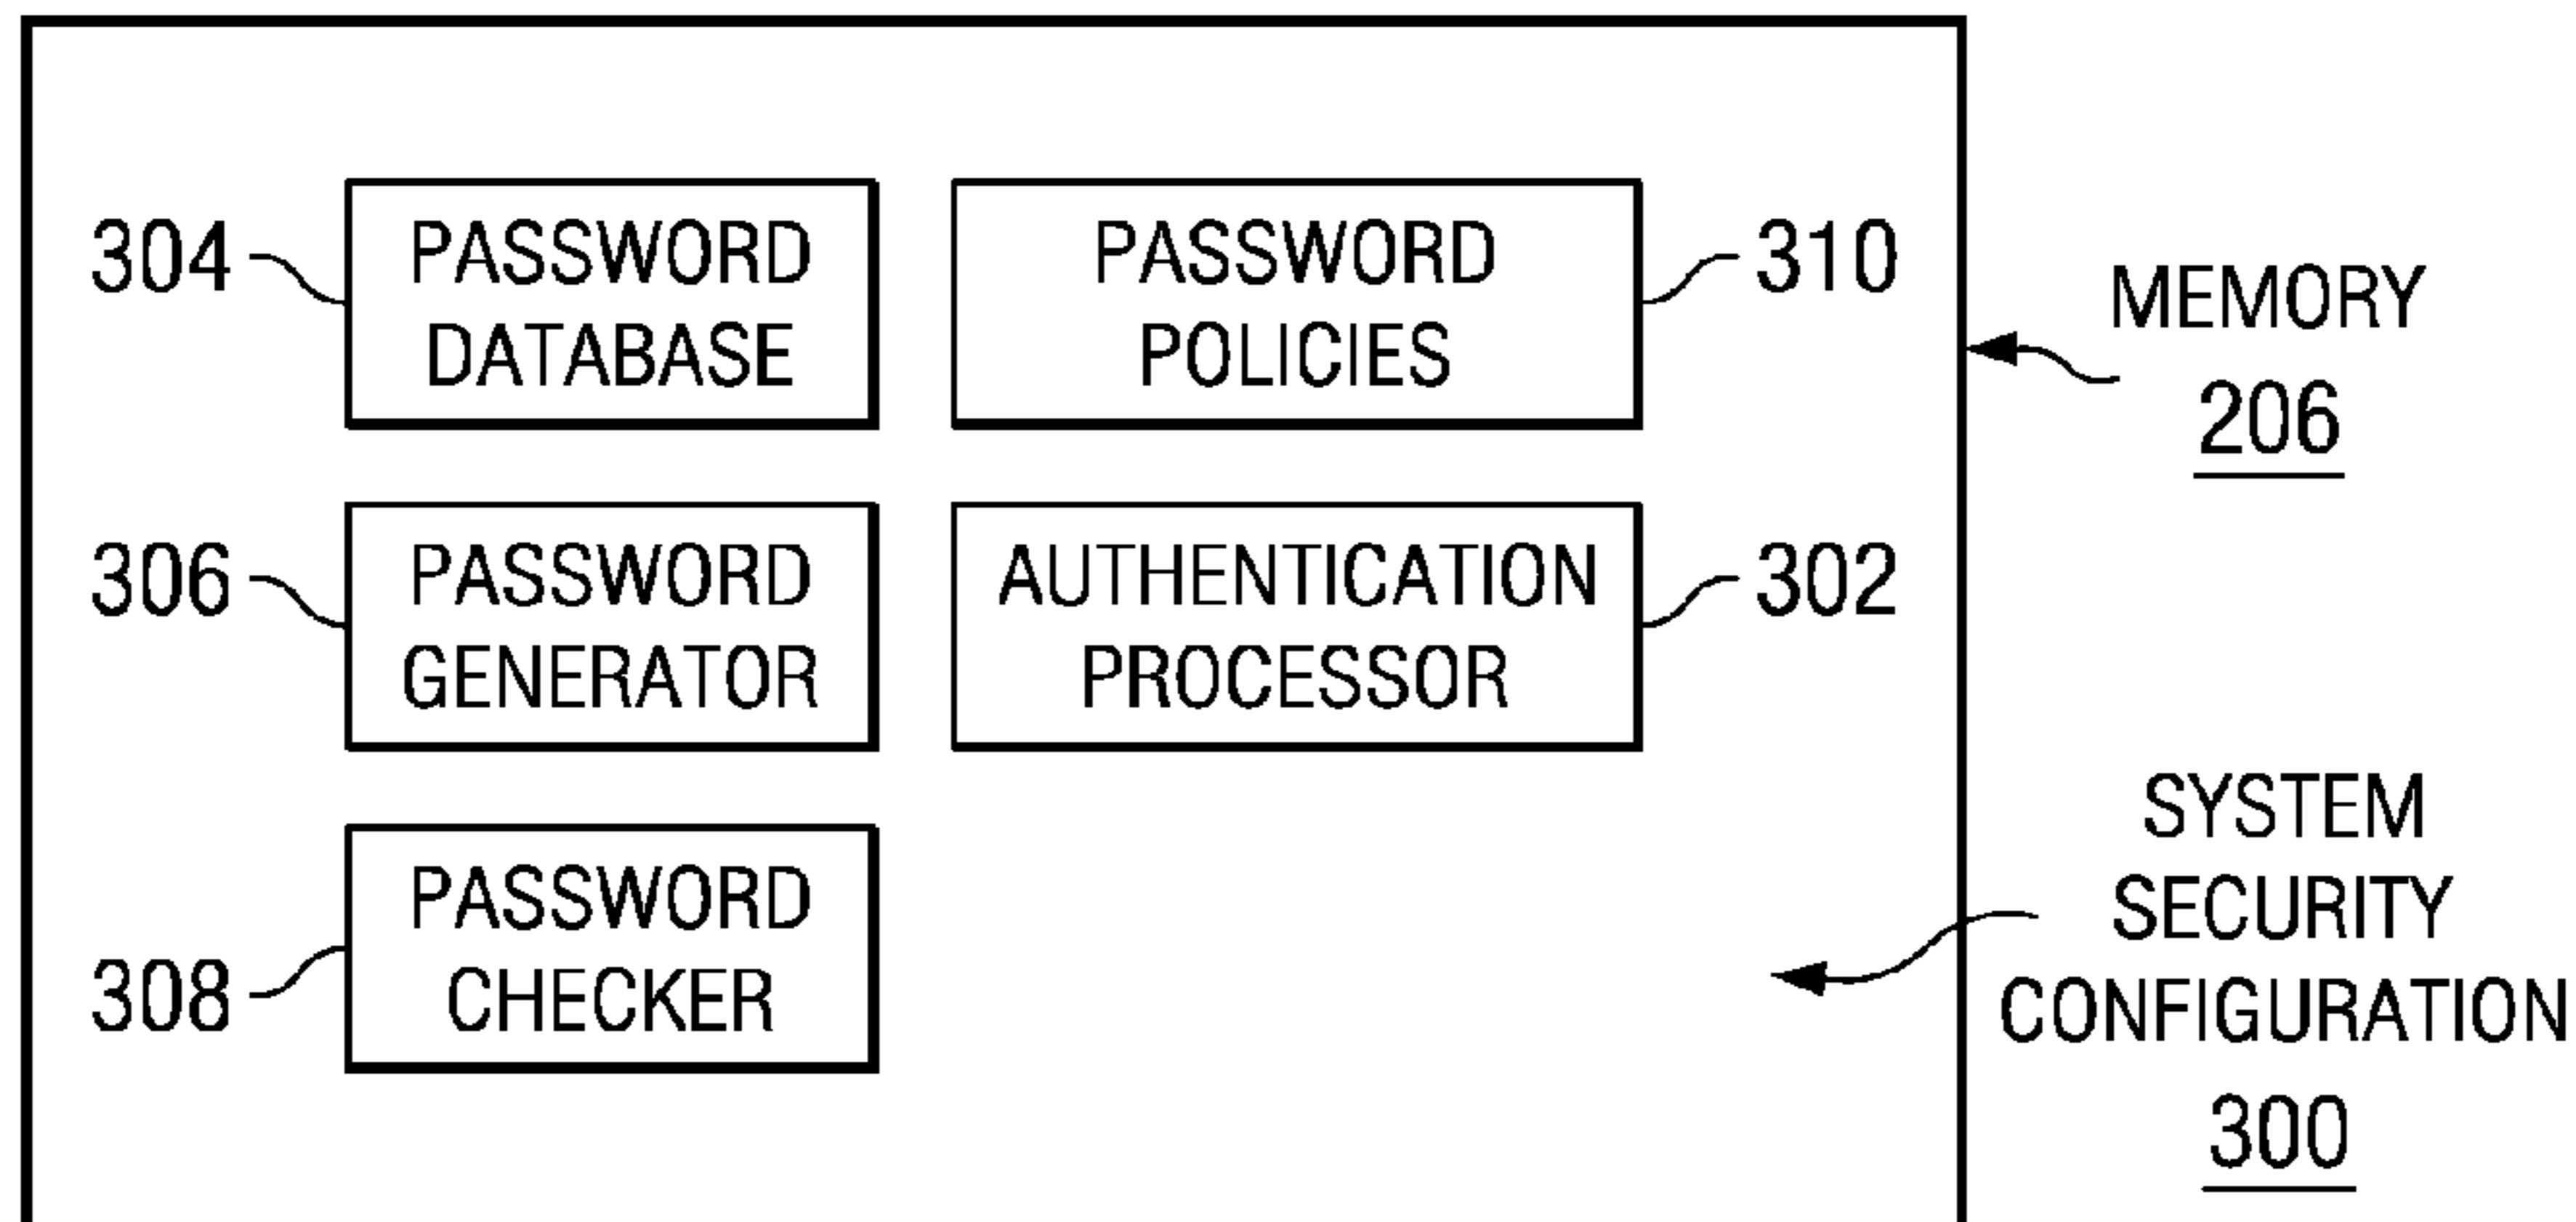 304
PASSWORD
DATABASE
PASSWORD
POLICIES
310
MEMORY
206
306
PASSWORD
GENERATOR
AUTHENTICATION
PROCESSOR
302
308
PASSWORD
CHECKER
SYSTEM
SECURITY
CONFIGURATION
300